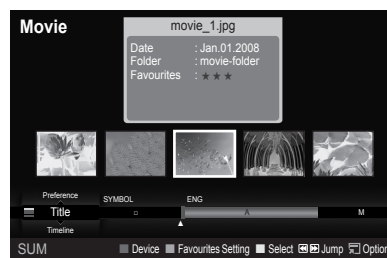 Movie
movie_1.jpg
Date : Jan.01.2008
Folder : movie-folder
Favourites : ★ ★ ★
Preference
SYMBOL ENG
Title
A M
Timeline
SUM
Device Favourites Setting Select Jump Option